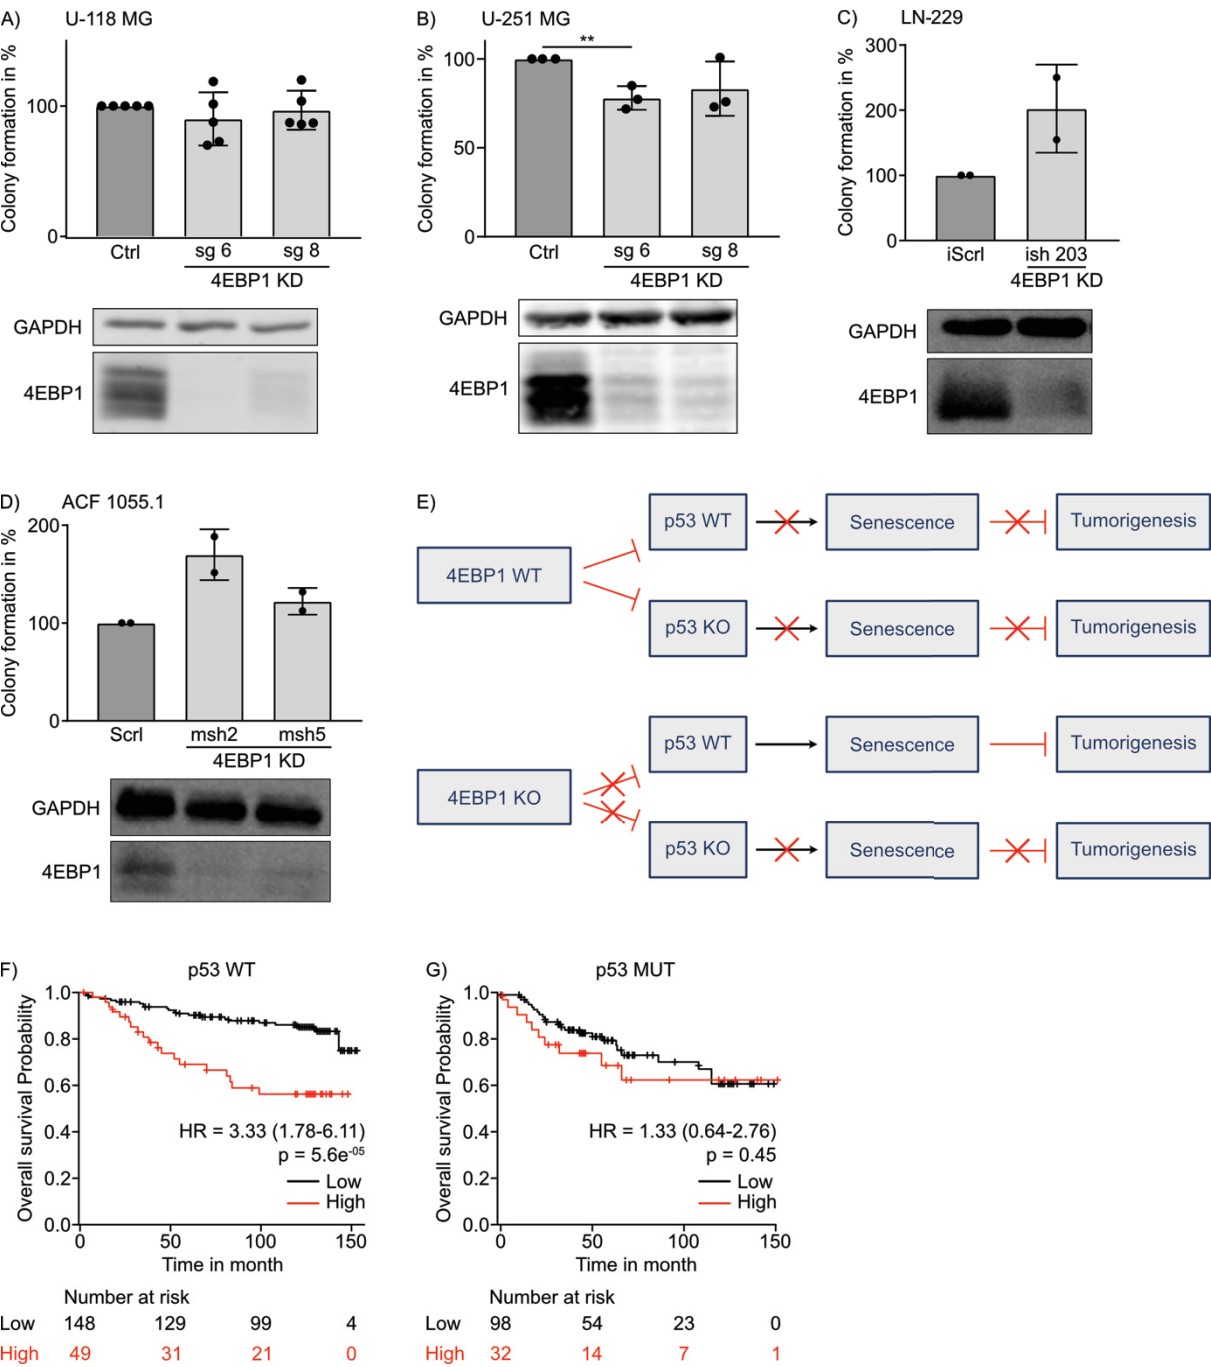 A) U-118 MG
Colony formation in %
100
0
Ctrl sg 6 sg 8
4EBP1 KD
GAPDH
4EBP1
B) U-251 MG
Colony formation in %
**
100
50
0
Ctrl sg 6 sg 8
4EBP1 KD
GAPDH
4EBP1
C) LN-229
Colony formation in %
300
200
100
0
iScrl ish 203
4EBP1 KD
GAPDH
4EBP1
D) ACF 1055.1
Colony formation in %
200
100
0
Scrl msh2 msh5
4EBP1 KD
GAPDH
4EBP1
E)
4EBP1 WT
p53 WT Senescence Tumorigenesis
p53 KO Senescence Tumorigenesis
4EBP1 KO
p53 WT Senescence Tumorigenesis
p53 KO Senescence Tumorigenesis
F) p53 WT
Overall survival Probability
1.0
0.8
0.6
0.4
0.2
0.0
HR = 3.33 (1.78-6.11)
p = 5.6e-05
Low
High
0 50 100 150
Time in month
Number at risk
Low 148 129 99 4
High 49 31 21 0
G) p53 MUT
Overall survival Probability
1.0
0.8
0.6
0.4
0.2
0.0
HR = 1.33 (0.64-2.76)
p = 0.45
Low
High
0 50 100 150
Time in month
Number at risk
Low 98 54 23 0
High 32 14 7 1